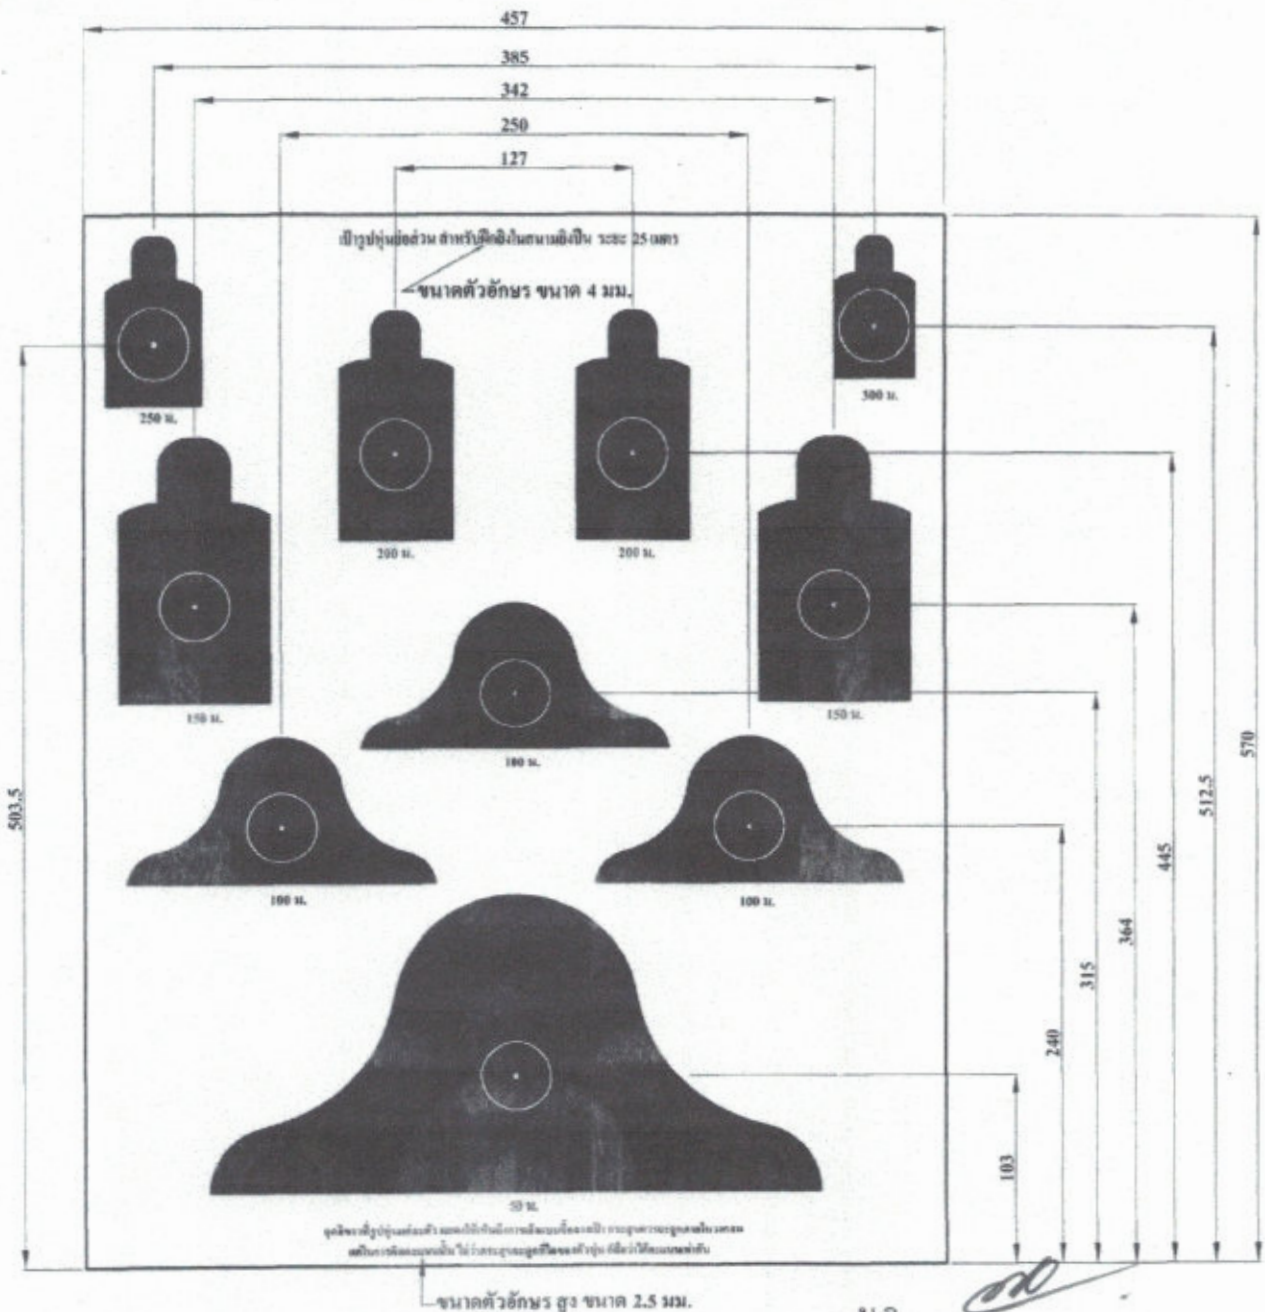 457
385
342
250
127
เป้ารูปหุ่นย่อส่วน สำหรับฝึกยิงในสนามยิงปืน ระยะ 25 เมตร
ขนาดตัวอักษร ขนาด 4 มม.
250 ม.
300 ม.
200 ม.
200 ม.
150 ม.
150 ม.
100 ม.
100 ม.
100 ม.
50 ม.
503.5
103
240
315
364
445
512.5
570
ขนาดตัวอักษร สูง ขนาด 2.5 มม.